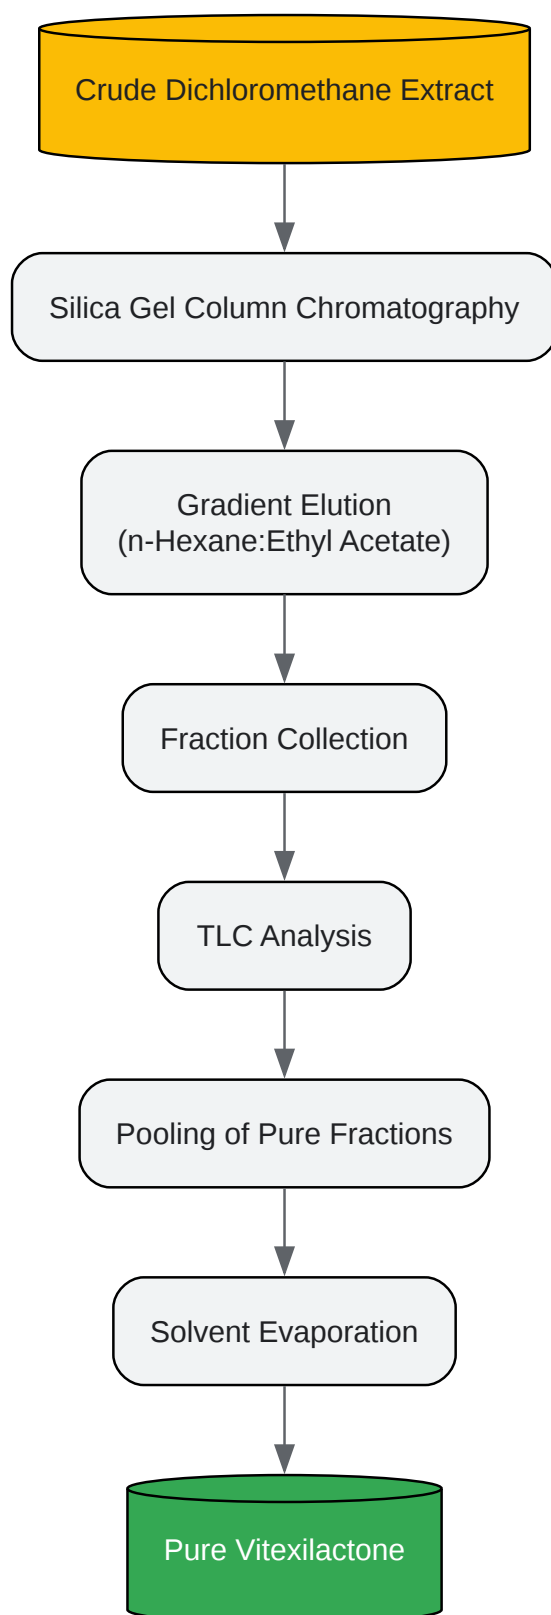 Crude Dichloromethane Extract
Silica Gel Column Chromatography
Gradient Elution
(n-Hexane:Ethyl Acetate)
Fraction Collection
TLC Analysis
Pooling of Pure Fractions
Solvent Evaporation
Pure Vitexilactone